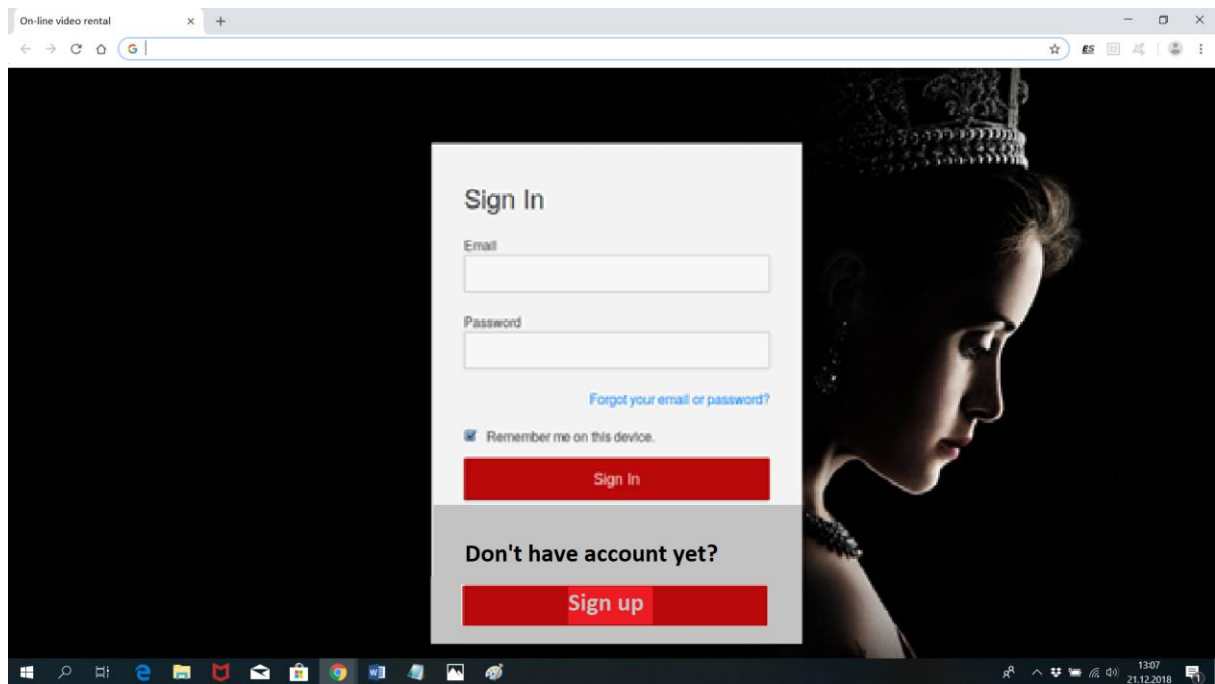 On-line video rental
ES
Sign In
Email
Password
Forgot your email or password?
Remember me on this device.
Sign In
Don't have account yet?
Sign up
13:07
21.12.2018